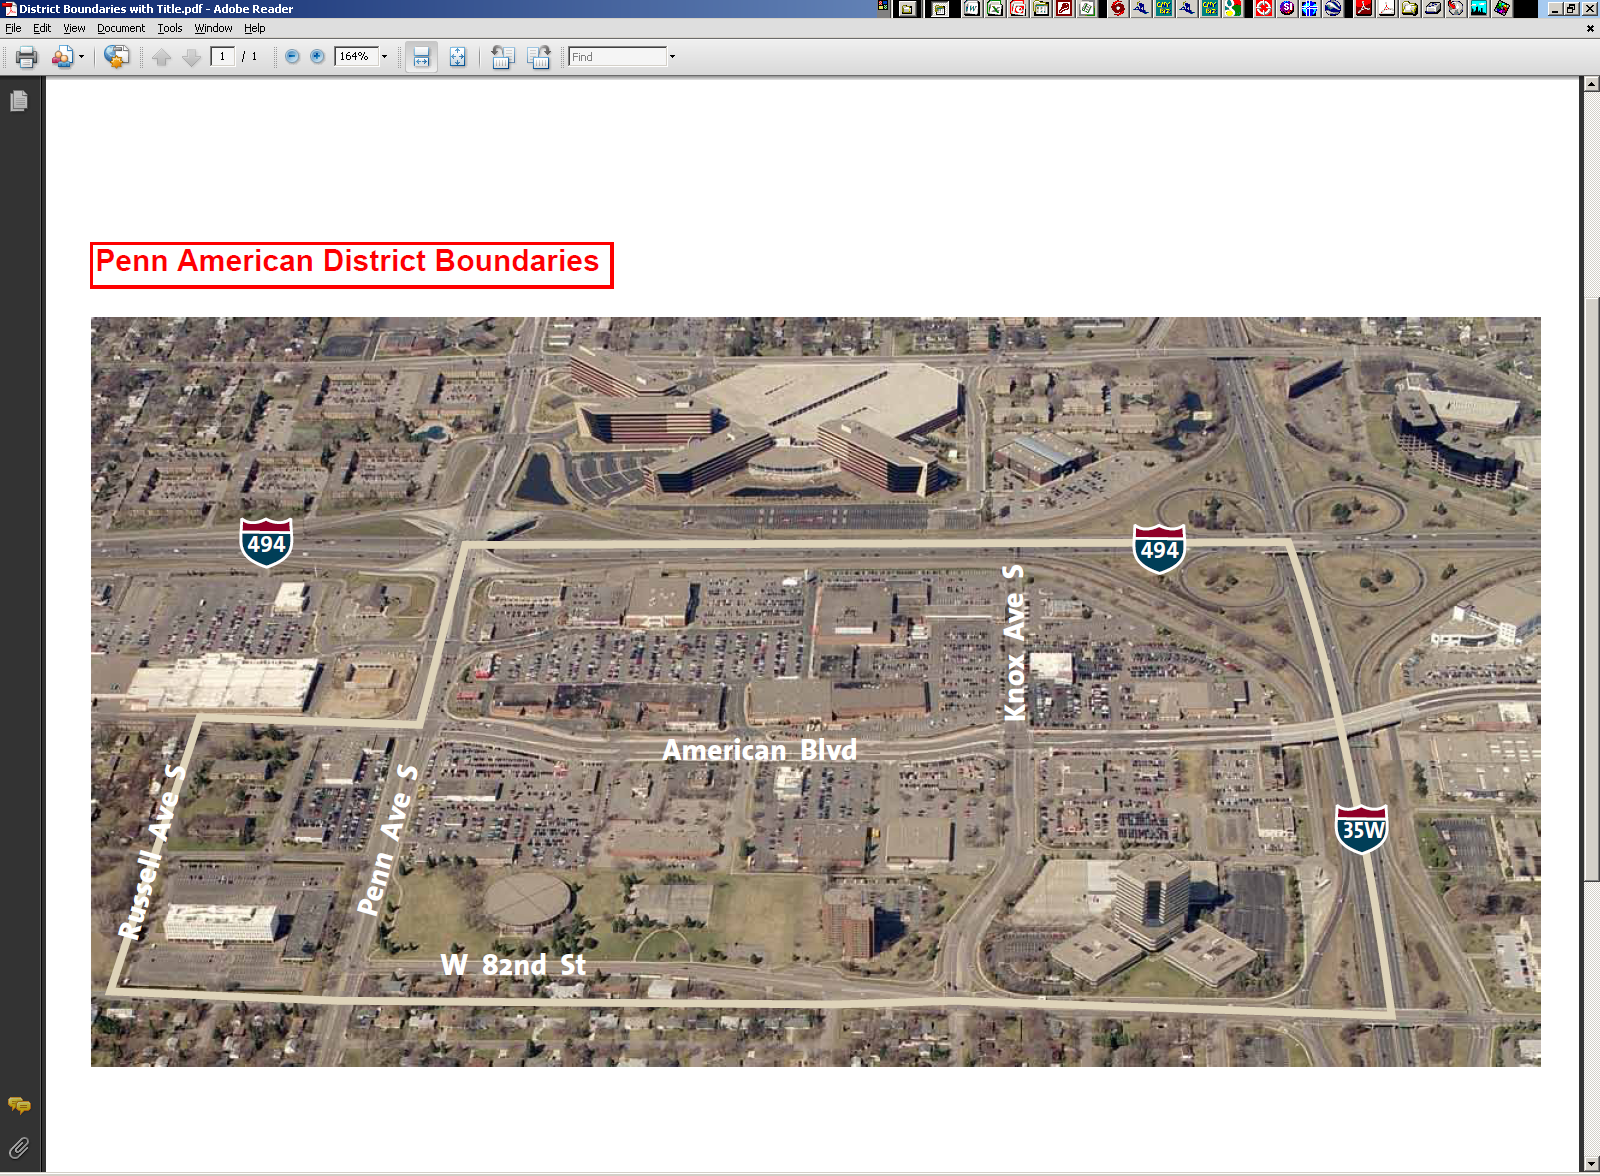 District Boundaries with Title.pdf - Adobe Reader
File Edit View Document Tools Window Help
1 / 1 164% Find
Penn American District Boundaries
494
494
Knox Ave S
American Blvd
Russell Ave S
Penn Ave S
35W
W 82nd St